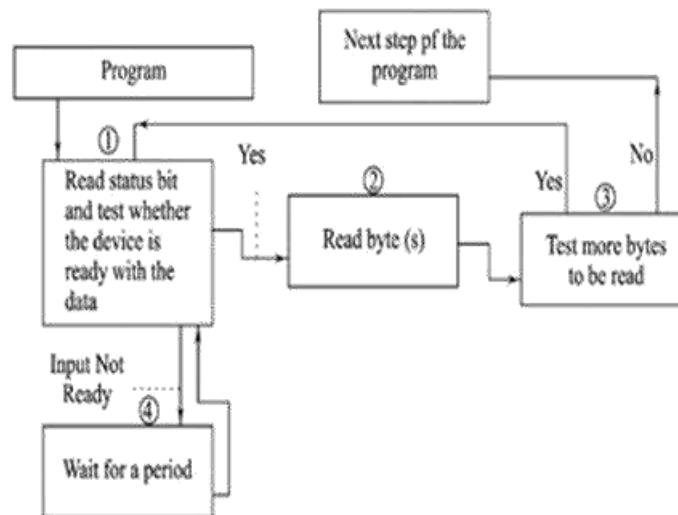 Program
Next step pf the
program
①
Read status bit
and test whether
the device is
ready with the
data
Yes
②
Read byte (s)
Yes
No
③
Test more bytes
to be read
Input Not
Ready
④
Wait for a period